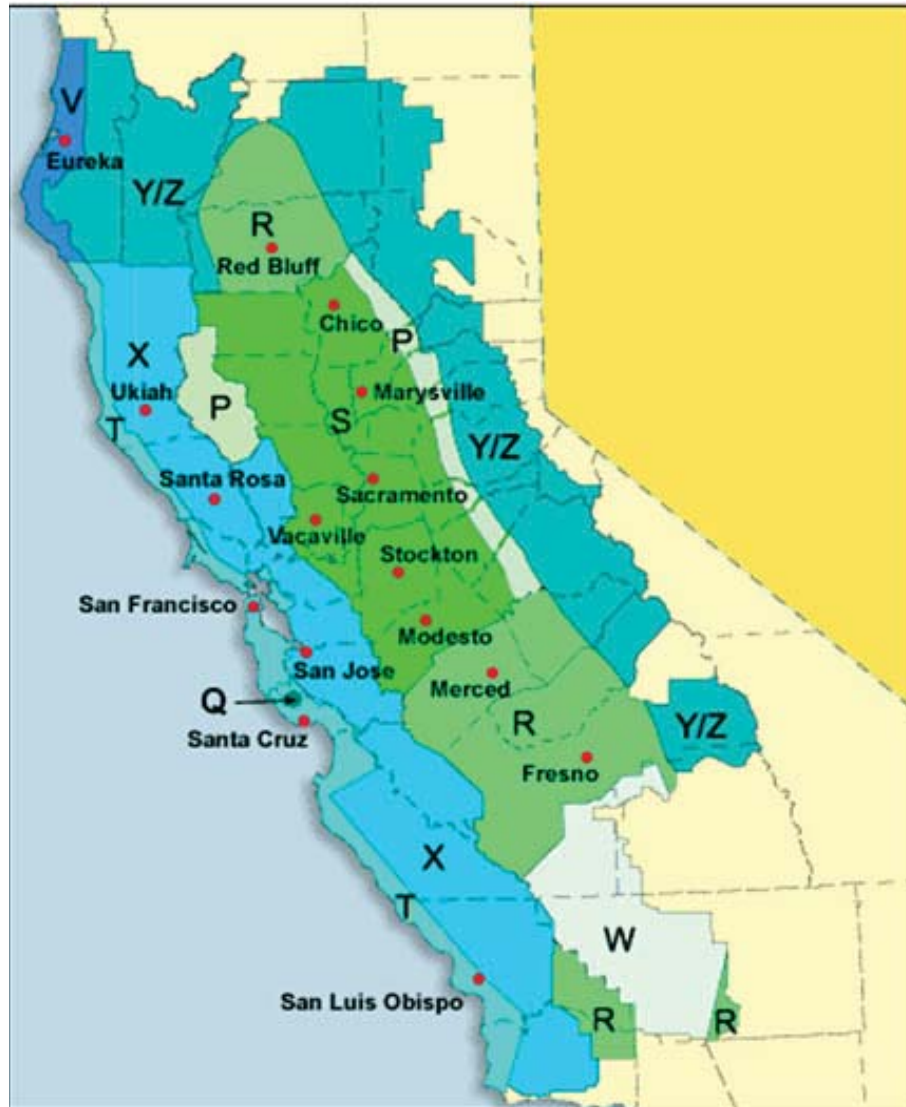 V
Eureka
Y/Z
R
Red Bluff
Chico
P
X
Ukiah
Marysville
P
T
S
Y/Z
Santa Rosa
Sacramento
Vacaville
Stockton
San Francisco
Modesto
San Jose
Merced
Q
R
Y/Z
Santa Cruz
Fresno
X
T
W
San Luis Obispo
R
R